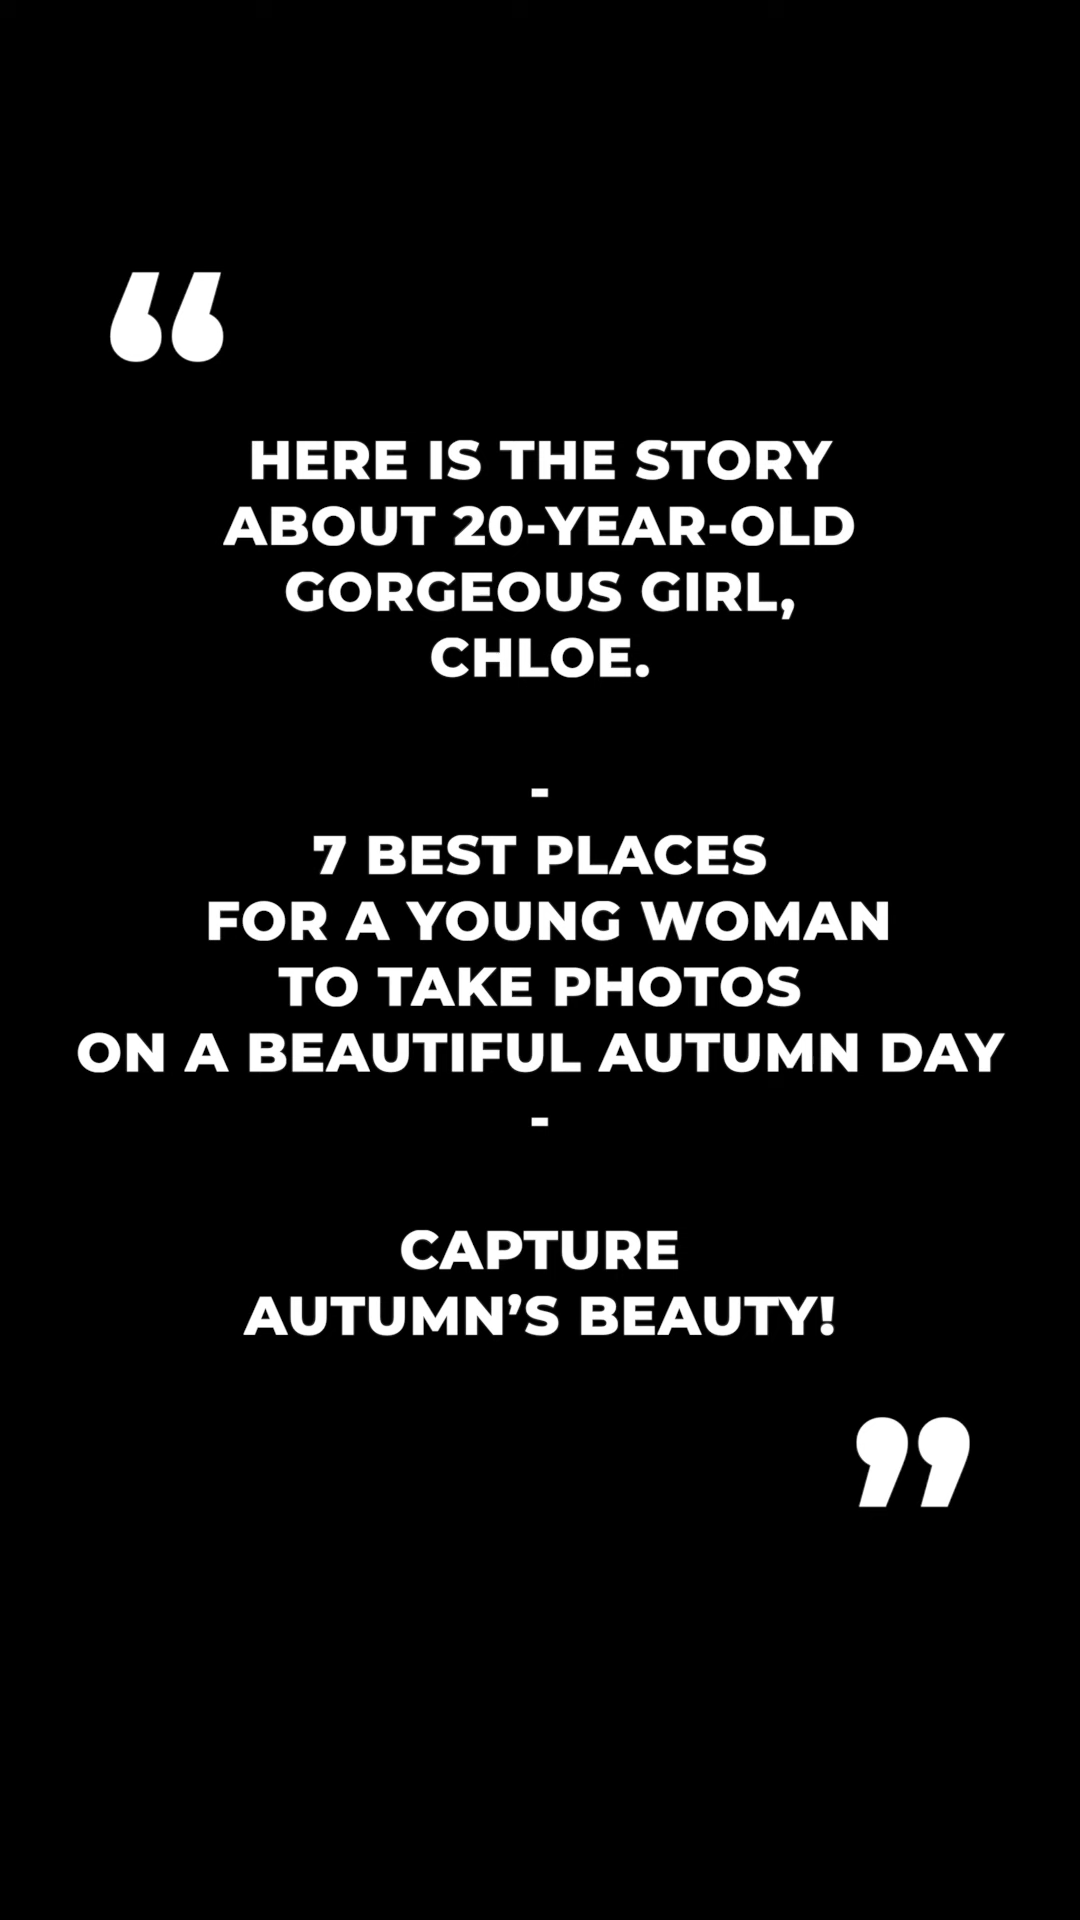 “
HERE IS THE STORY
ABOUT 20-YEAR-OLD
GORGEOUS GIRL,
CHLOE.
-
7 BEST PLACES
FOR A YOUNG WOMAN
TO TAKE PHOTOS
ON A BEAUTIFUL AUTUMN DAY
-
CAPTURE
AUTUMN’S BEAUTY!
”